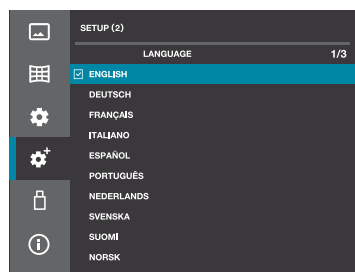 SETUP (2)
LANGUAGE 1/3
ENGLISH
DEUTSCH
FRANÇAIS
ITALIANO
ESPAÑOL
PORTUGUÊS
NEDERLANDS
SVENSKA
SUOMI
NORSK